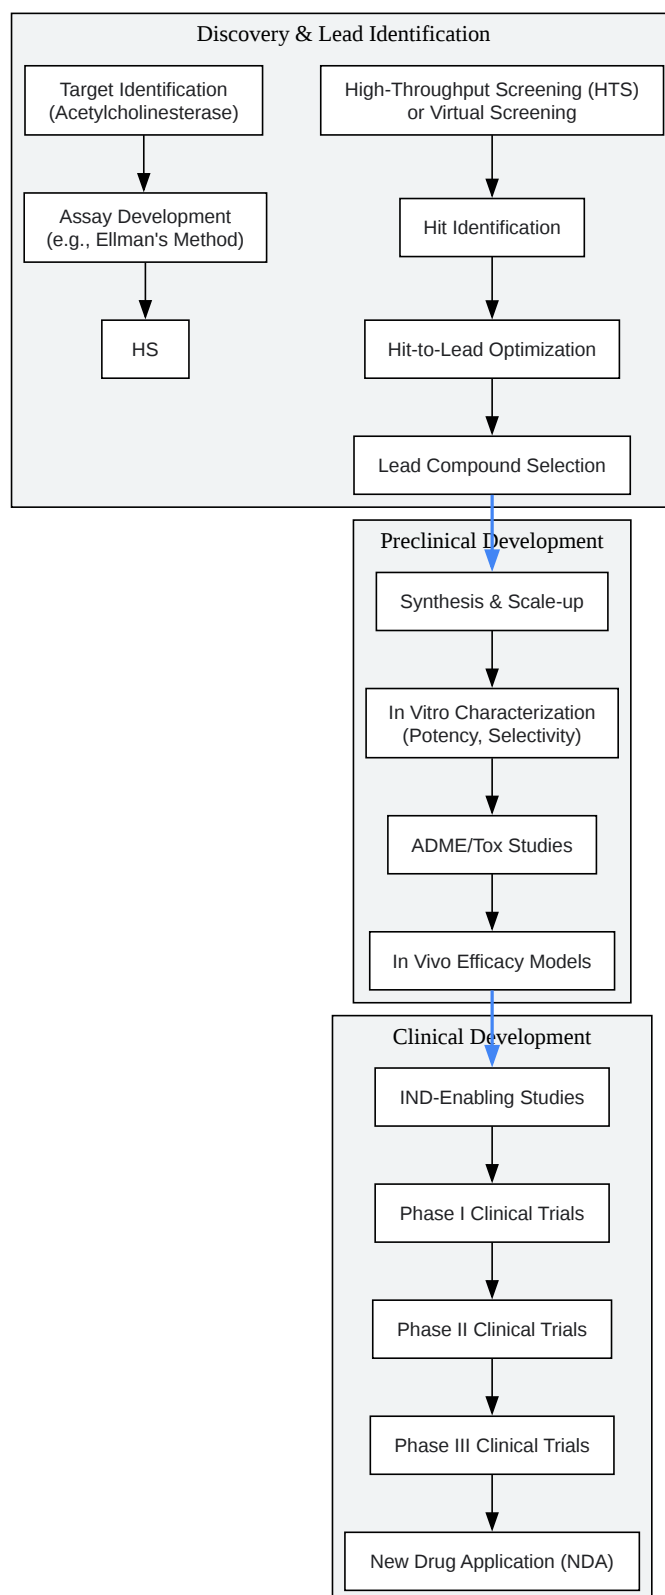 Discovery & Lead Identification
Target Identification
(Acetylcholinesterase)
High-Throughput Screening (HTS)
or Virtual Screening
Assay Development
(e.g., Ellman's Method)
Hit Identification
HS
Hit-to-Lead Optimization
Lead Compound Selection
Preclinical Development
Synthesis & Scale-up
In Vitro Characterization
(Potency, Selectivity)
ADME/Tox Studies
In Vivo Efficacy Models
Clinical Development
IND-Enabling Studies
Phase I Clinical Trials
Phase II Clinical Trials
Phase III Clinical Trials
New Drug Application (NDA)